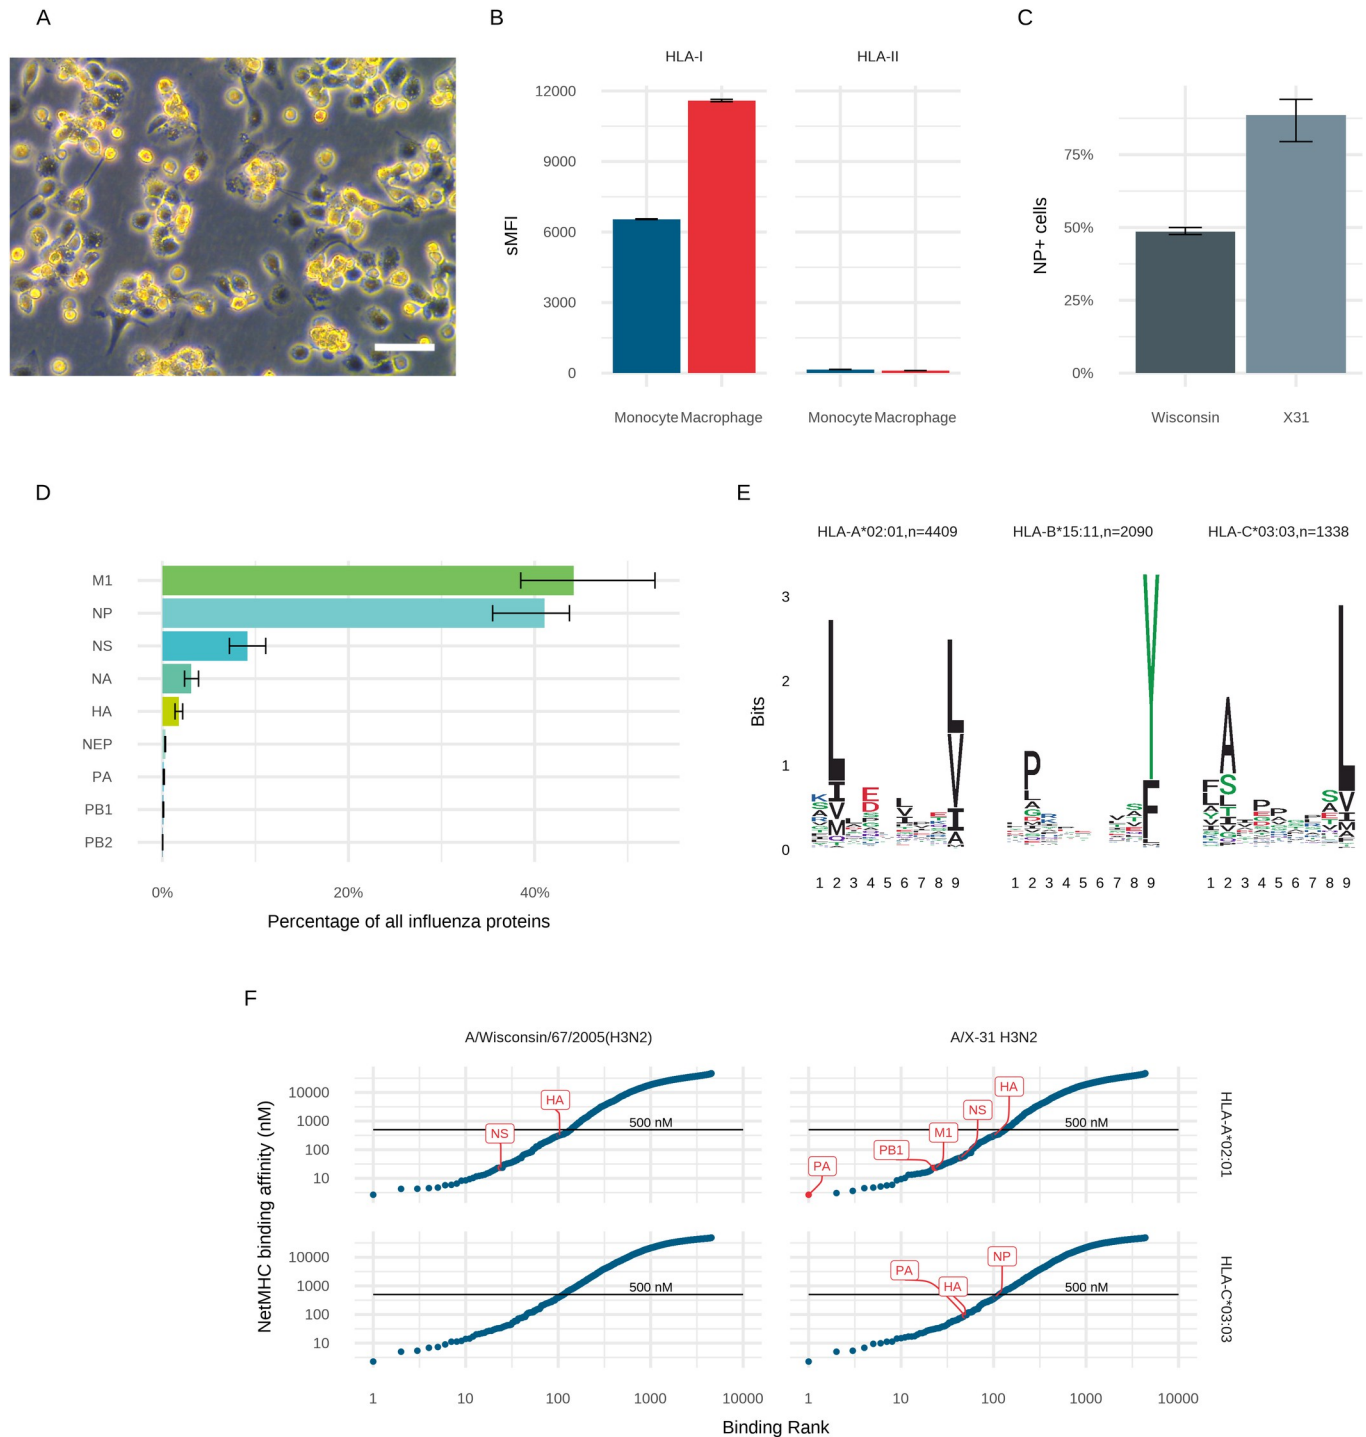 A
B
C
HLA-I
HLA-II
12000
9000
6000
3000
0
sMFI
Monocyte
Macrophage
Monocyte
Macrophage
75%
50%
25%
0%
NP+ cells
Wisconsin
X31
D
M1
NP
NS
NA
HA
NEP
PA
PB1
PB2
0%
20%
40%
Percentage of all influenza proteins
E
HLA-A*02:01,n=4409
HLA-B*15:11,n=2090
HLA-C*03:03,n=1338
3
2
1
0
Bits
1 2 3 4 5 6 7 8 9
1 2 3 4 5 6 7 8 9
1 2 3 4 5 6 7 8 9
F
A/Wisconsin/67/2005(H3N2)
A/X-31 H3N2
10000
1000
100
10
HA
NS
500 nM
HA
NS
M1
PB1
PA
500 nM
HLA-A*02:01
10000
1000
100
10
500 nM
NP
PA
HA
500 nM
HLA-C*03:03
NetMHC binding affinity (nM)
1
10
100
1000
10000
1
10
100
1000
10000
Binding Rank